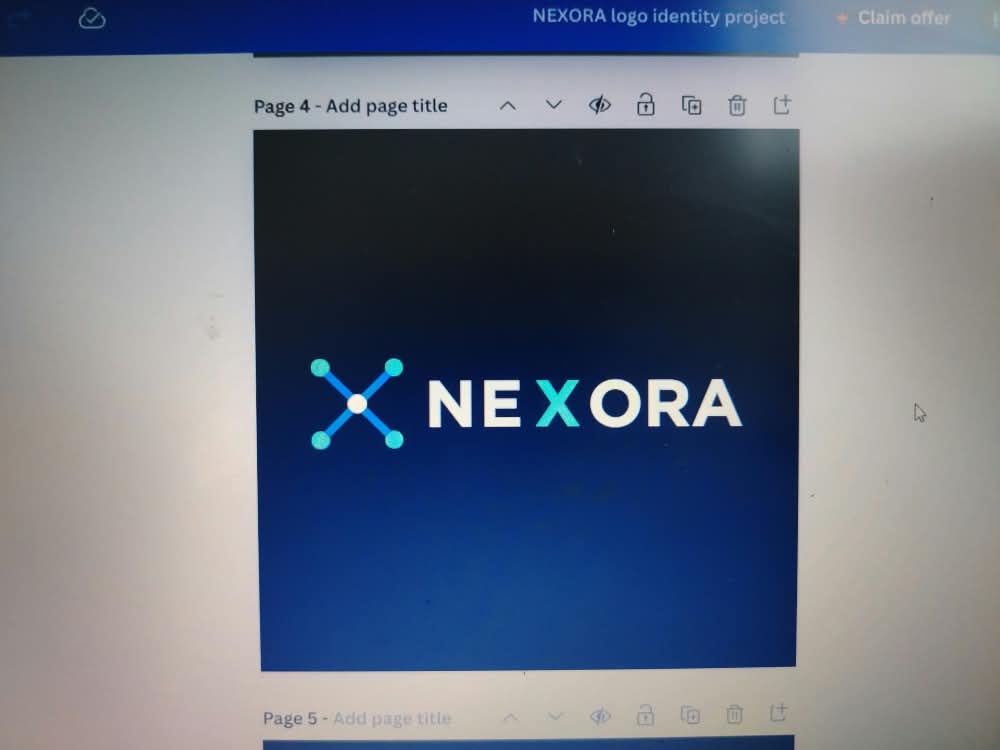 NEXORA logo identity project
Claim offer
Page 4 - Add page title
NEXORA
Page 5 - Add page title